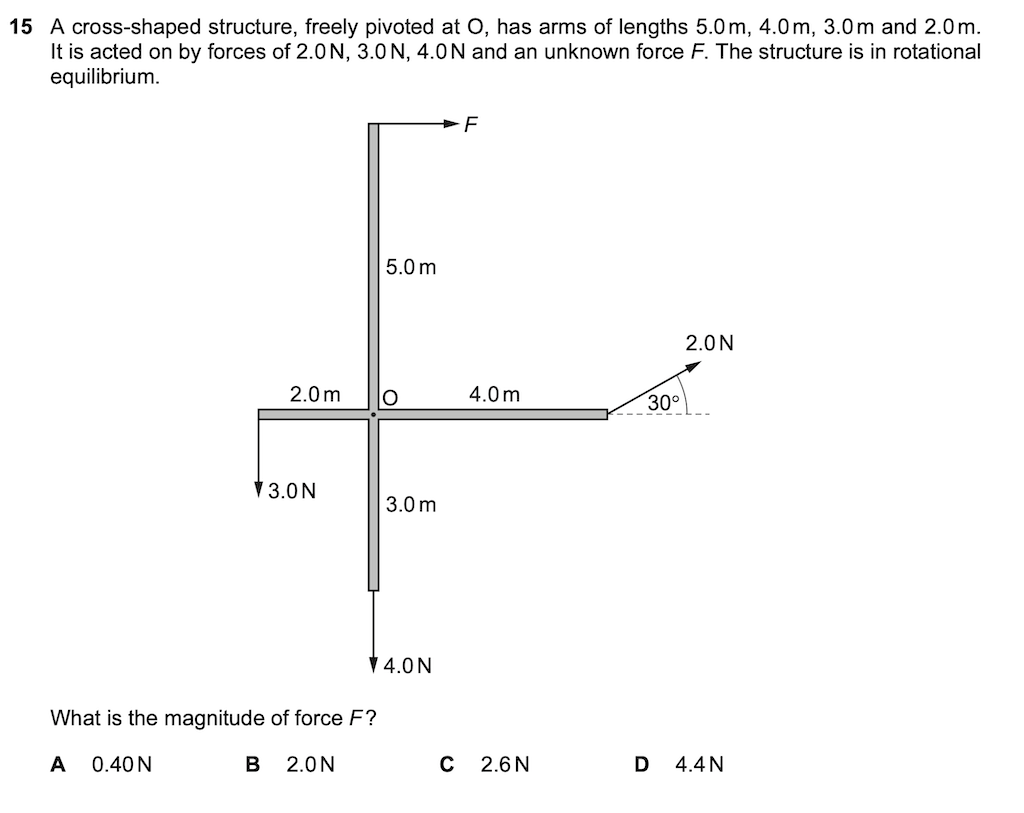 15 A cross-shaped structure, freely pivoted at O, has arms of lengths 5.0 m, 4.0 m, 3.0 m and 2.0 m.
It is acted on by forces of 2.0 N, 3.0 N, 4.0 N and an unknown force F. The structure is in rotational
equilibrium.
F
5.0 m
2.0 N
2.0 m O 4.0 m
30°
3.0 N
3.0 m
4.0 N
What is the magnitude of force F?
A 0.40 N B 2.0 N C 2.6 N D 4.4 N